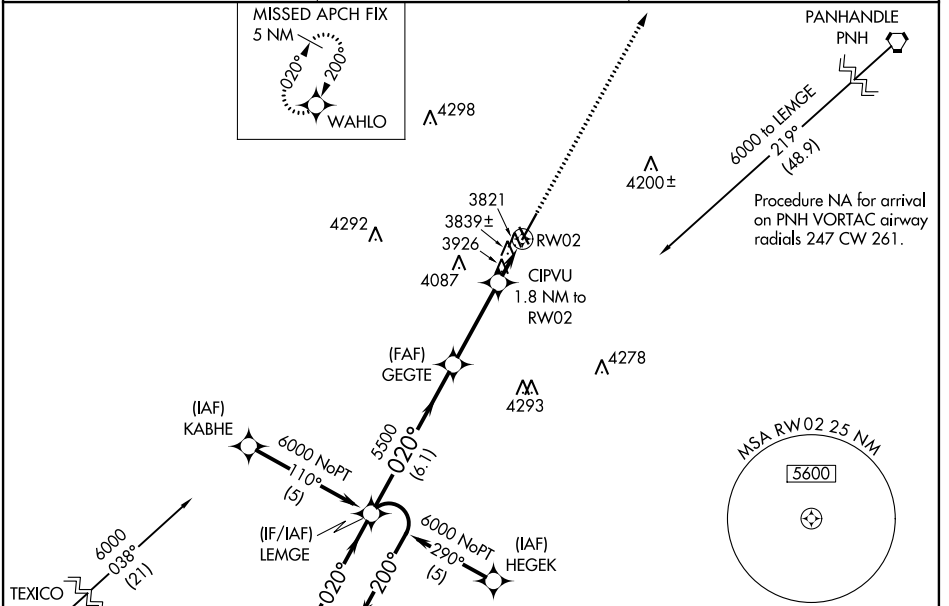 MISSED APCH FIX
5 NM
020°
200°
WAHLO
PANHANDLE
PNH
6000 to LEMGE
219°
(48.9)
Procedure NA for arrival
on PNH VORTAC airway
radials 247 CW 261.
4298
4200±
3821
3839±
3926
4292
4087
RW02
CIPVU
1.8 NM to
RW02
(FAF)
GEGTE
4278
4293
(IAF)
KABHE
6000 NoPT
110°
(5)
5500
020°
(6.1)
(IF/IAF)
LEMGE
6000 NoPT
290°
(5)
(IAF)
HEGEK
020°
200°
6000
038°
(21)
TEXICO
MSA RW02 25 NM
5600